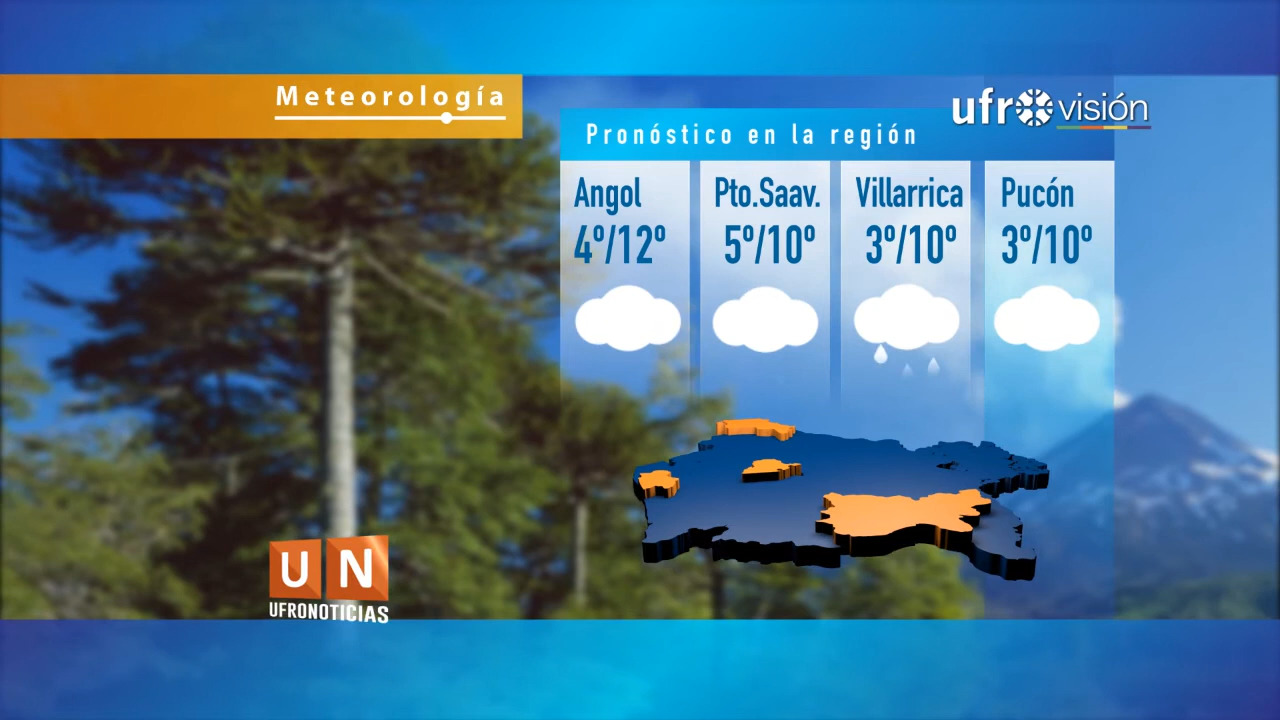 Meteorología
ufrovisión
Pronóstico en la región
Angol
4º/12º
Pto.Saav.
5º/10º
Villarrica
3º/10º
Pucón
3º/10º
UN
UFRONOTICIAS